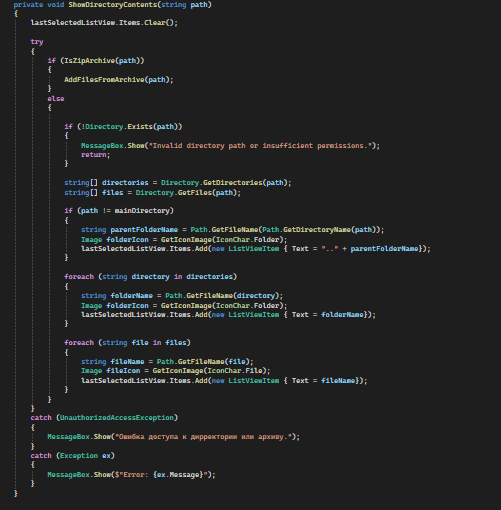 private void ShowDirectoryContents(string path)
{
lastSelectedListView.Items.Clear();
try
{
if (IsZipArchive(path))
{
AddFilesFromArchive(path);
}
else
{
if (!Directory.Exists(path))
{
MessageBox.Show("Invalid directory path or insufficient permissions.");
return;
}
string[] directories = Directory.GetDirectories(path);
string[] files = Directory.GetFiles(path);
if (path != mainDirectory)
{
string parentFolderName = Path.GetFileName(Path.GetDirectoryName(path));
Image folderIcon = GetIconImage(IconChar.Folder);
lastSelectedListView.Items.Add(new ListViewItem { Text = ".." + parentFolderName});
}
foreach (string directory in directories)
{
string folderName = Path.GetFileName(directory);
Image folderIcon = GetIconImage(IconChar.Folder);
lastSelectedListView.Items.Add(new ListViewItem { Text = folderName});
}
foreach (string file in files)
{
string fileName = Path.GetFileName(file);
Image fileIcon = GetIconImage(IconChar.File);
lastSelectedListView.Items.Add(new ListViewItem { Text = fileName});
}
}
}
catch (UnauthorizedAccessException)
{
MessageBox.Show("Ошибка доступа к дирректории или архиву.");
}
catch (Exception ex)
{
MessageBox.Show($"Error: {ex.Message}");
}
}